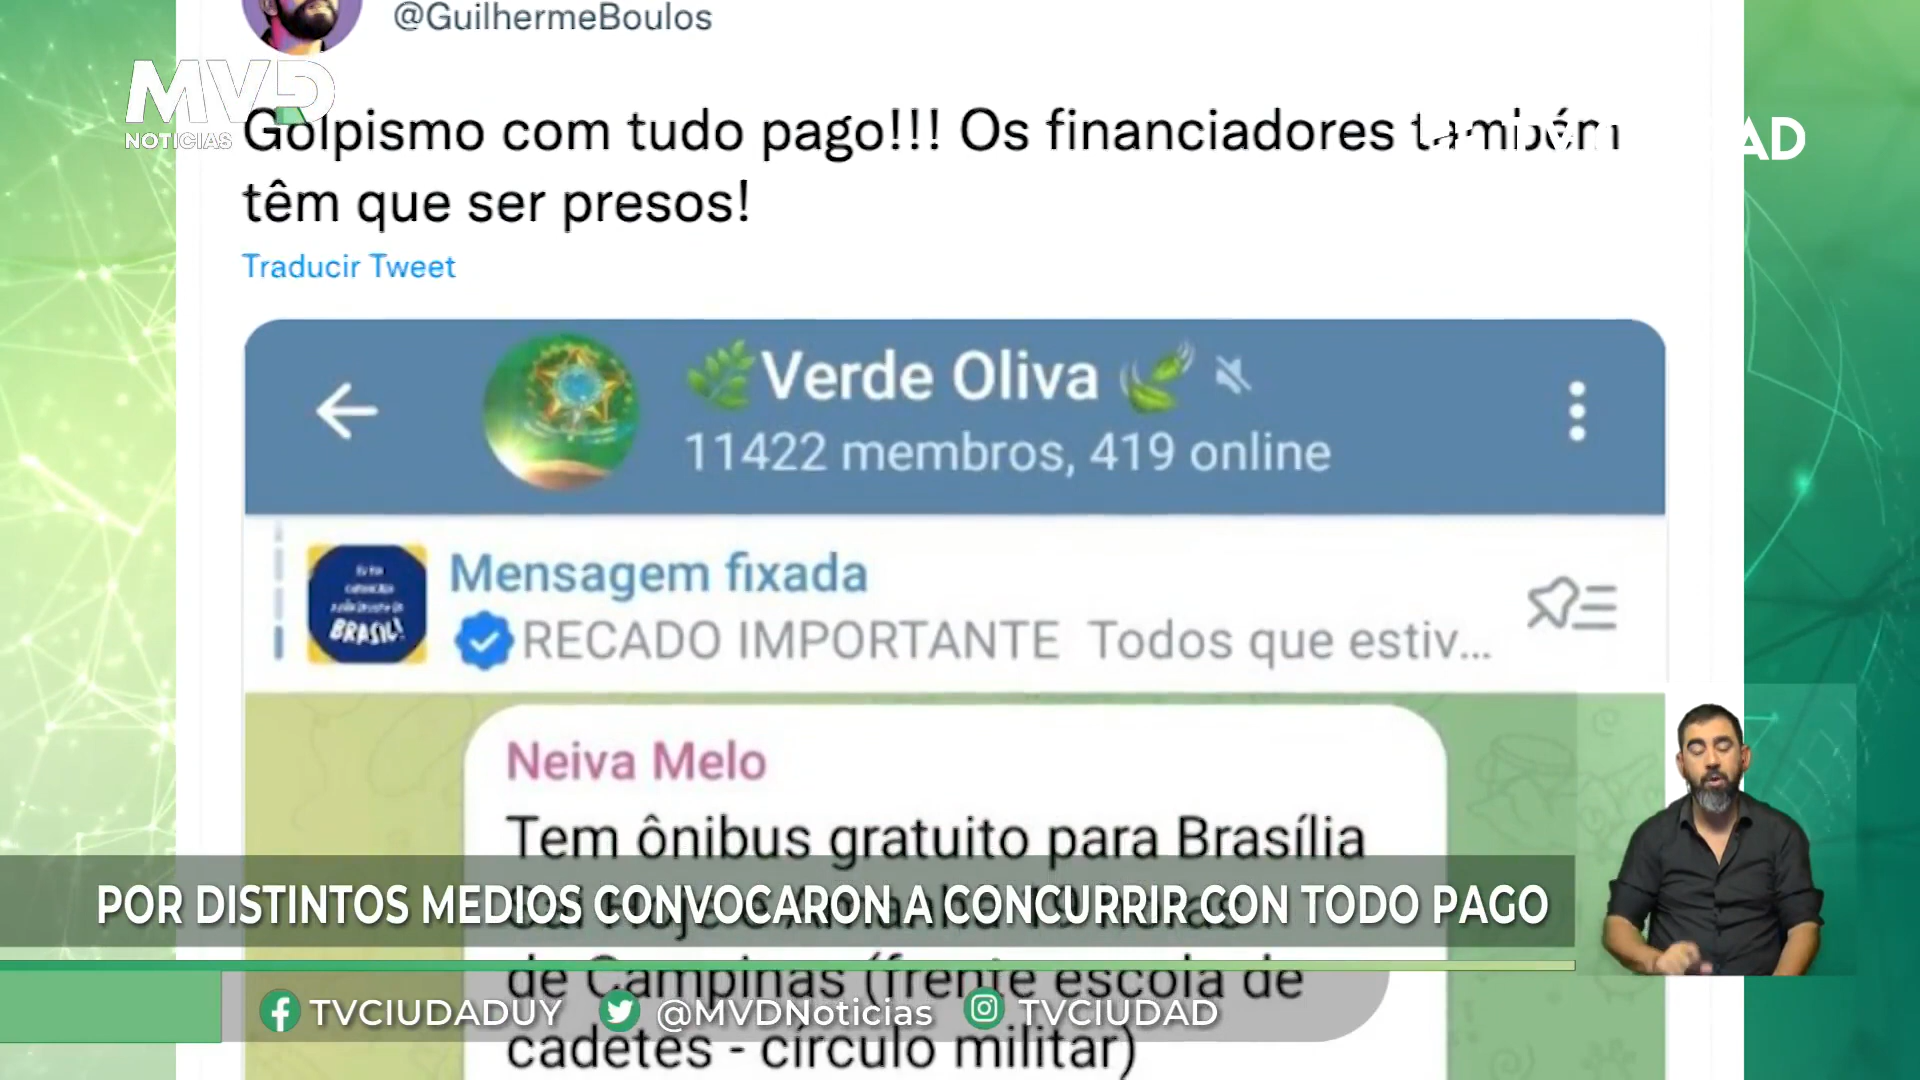 @GuilhermeBoulos
MVD
NOTICIAS
Golpismo com tudo pago!!! Os financiadores também
têm que ser presos!
Traducir Tweet
Verde Oliva
11422 membros, 419 online
Mensagem fixada
RECADO IMPORTANTE Todos que estiv...
BRASIL!
Neiva Melo
Tem ônibus gratuito para Brasília
POR DISTINTOS MEDIOS CONVOCARON A CONCURRIR CON TODO PAGO
de Campinas (frente escola de
TVCIUDADUY @MVDNoticias TVCIUDAD
cadetes - círculo militar)